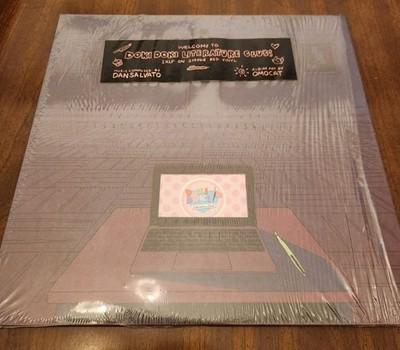 WELCOME TO
DOKI DOKI LITERATURE CLUB!
1XLP ON SINGLE RED VINYL
MUSIC COMPOSED BY
DAN SALVATO
ALBUM ART BY
OMOCAT